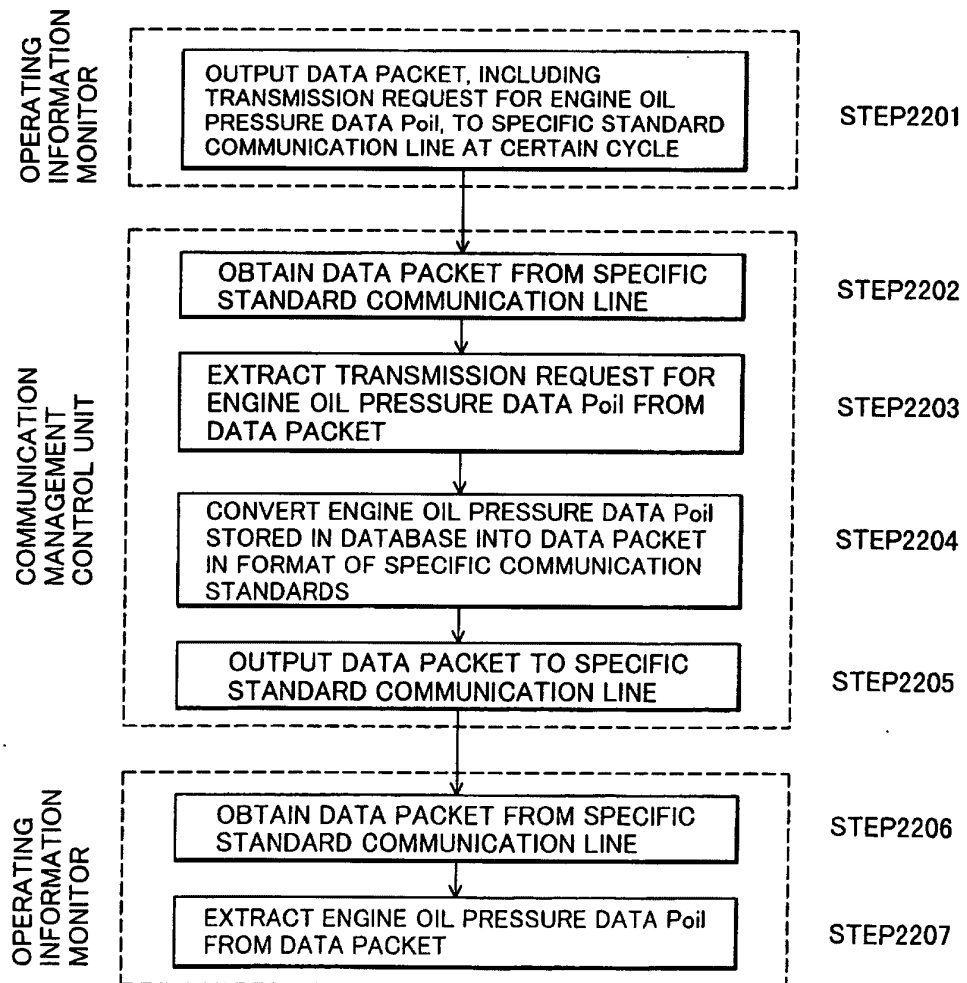 OPERATING
INFORMATION
MONITOR
OUTPUT DATA PACKET, INCLUDING
TRANSMISSION REQUEST FOR ENGINE OIL
PRESSURE DATA Poil, TO SPECIFIC STANDARD
COMMUNICATION LINE AT CERTAIN CYCLE
STEP2201
COMMUNICATION
MANAGEMENT
CONTROL UNIT
OBTAIN DATA PACKET FROM SPECIFIC
STANDARD COMMUNICATION LINE
STEP2202
EXTRACT TRANSMISSION REQUEST FOR
ENGINE OIL PRESSURE DATA Poil FROM
DATA PACKET
STEP2203
CONVERT ENGINE OIL PRESSURE DATA Poil
STORED IN DATABASE INTO DATA PACKET
IN FORMAT OF SPECIFIC COMMUNICATION
STANDARDS
STEP2204
OUTPUT DATA PACKET TO SPECIFIC
STANDARD COMMUNICATION LINE
STEP2205
OPERATING
INFORMATION
MONITOR
OBTAIN DATA PACKET FROM SPECIFIC
STANDARD COMMUNICATION LINE
STEP2206
EXTRACT ENGINE OIL PRESSURE DATA Poil
FROM DATA PACKET
STEP2207